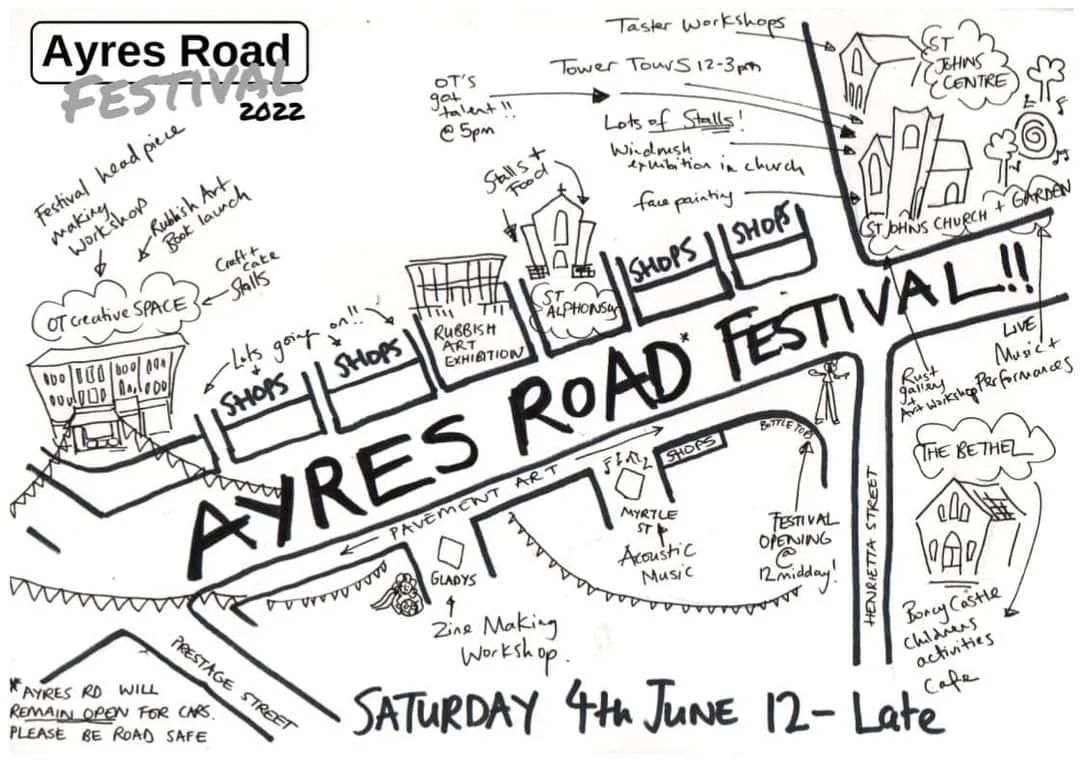 Ayres Road
FESTIVAL
2022
Taster Workshops
Tower Tours 12-3pm
OT's
got
talent!!
@ 5pm
Lots of Stalls!
Windrush
exhibition in church
face painting
ST
JOHNS
CENTRE
ST JOHNS CHURCH + GARDEN
Festival head piece
making
workshop
Rubbish Art
Book launch
Craft +
cake
Stalls
OT Creative SPACE
Stalls +
Food
Lots going on!!
SHOPS
SHOPS
RUBBISH
ART
EXHIBITION
ST
ALPHONSUS
SHOPS
SHOPS
AYRES ROAD* FESTIVAL!!
LIVE
Music +
Performances
Rust
gallery
+
Art workshop
PAVEMENT ART
SHOPS
BOTTLE TOPS
MYRTLE
ST
Acoustic
Music
FESTIVAL
OPENING
@
12 midday!
HENRIETTA STREET
THE BETHEL
Boncy Castle
childrens
activities
cafe
GLADYS
Zine Making
Workshop.
PRESTAGE STREET
*AYRES RD WILL
REMAIN OPEN FOR CARS.
PLEASE BE ROAD SAFE
SATURDAY 4th JUNE 12 - Late